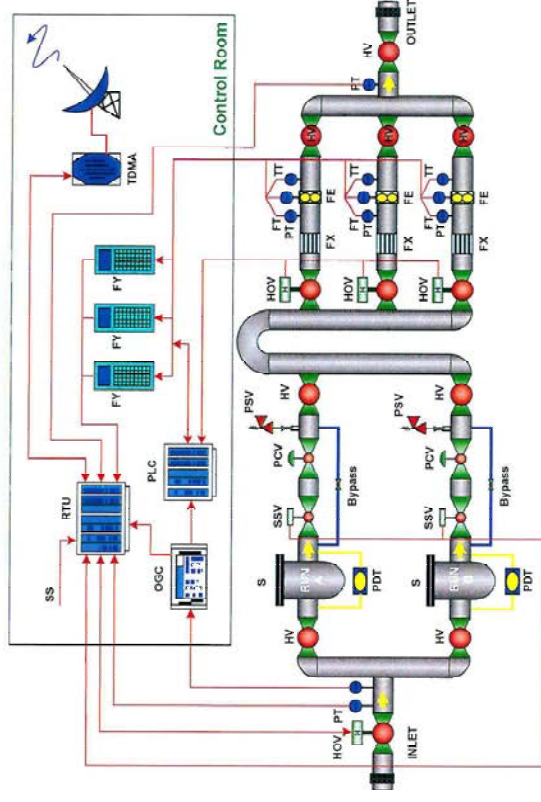 SS
RTU
FY
FY
FY
TDMA
OGC
PLC
Control Room
S
HV
RUN A
SSV
PCV
PSV
HV
Bypass
PDT
HOV
PT
FT
TT
FX
FE
HV
HOV
PT
INLET
HOV
PT
FT
TT
FX
FE
HV
PT
HV
OUTLET
S
HV
RUN B
SSV
PCV
PSV
HV
Bypass
PDT
HOV
PT
FT
TT
FX
FE
HV